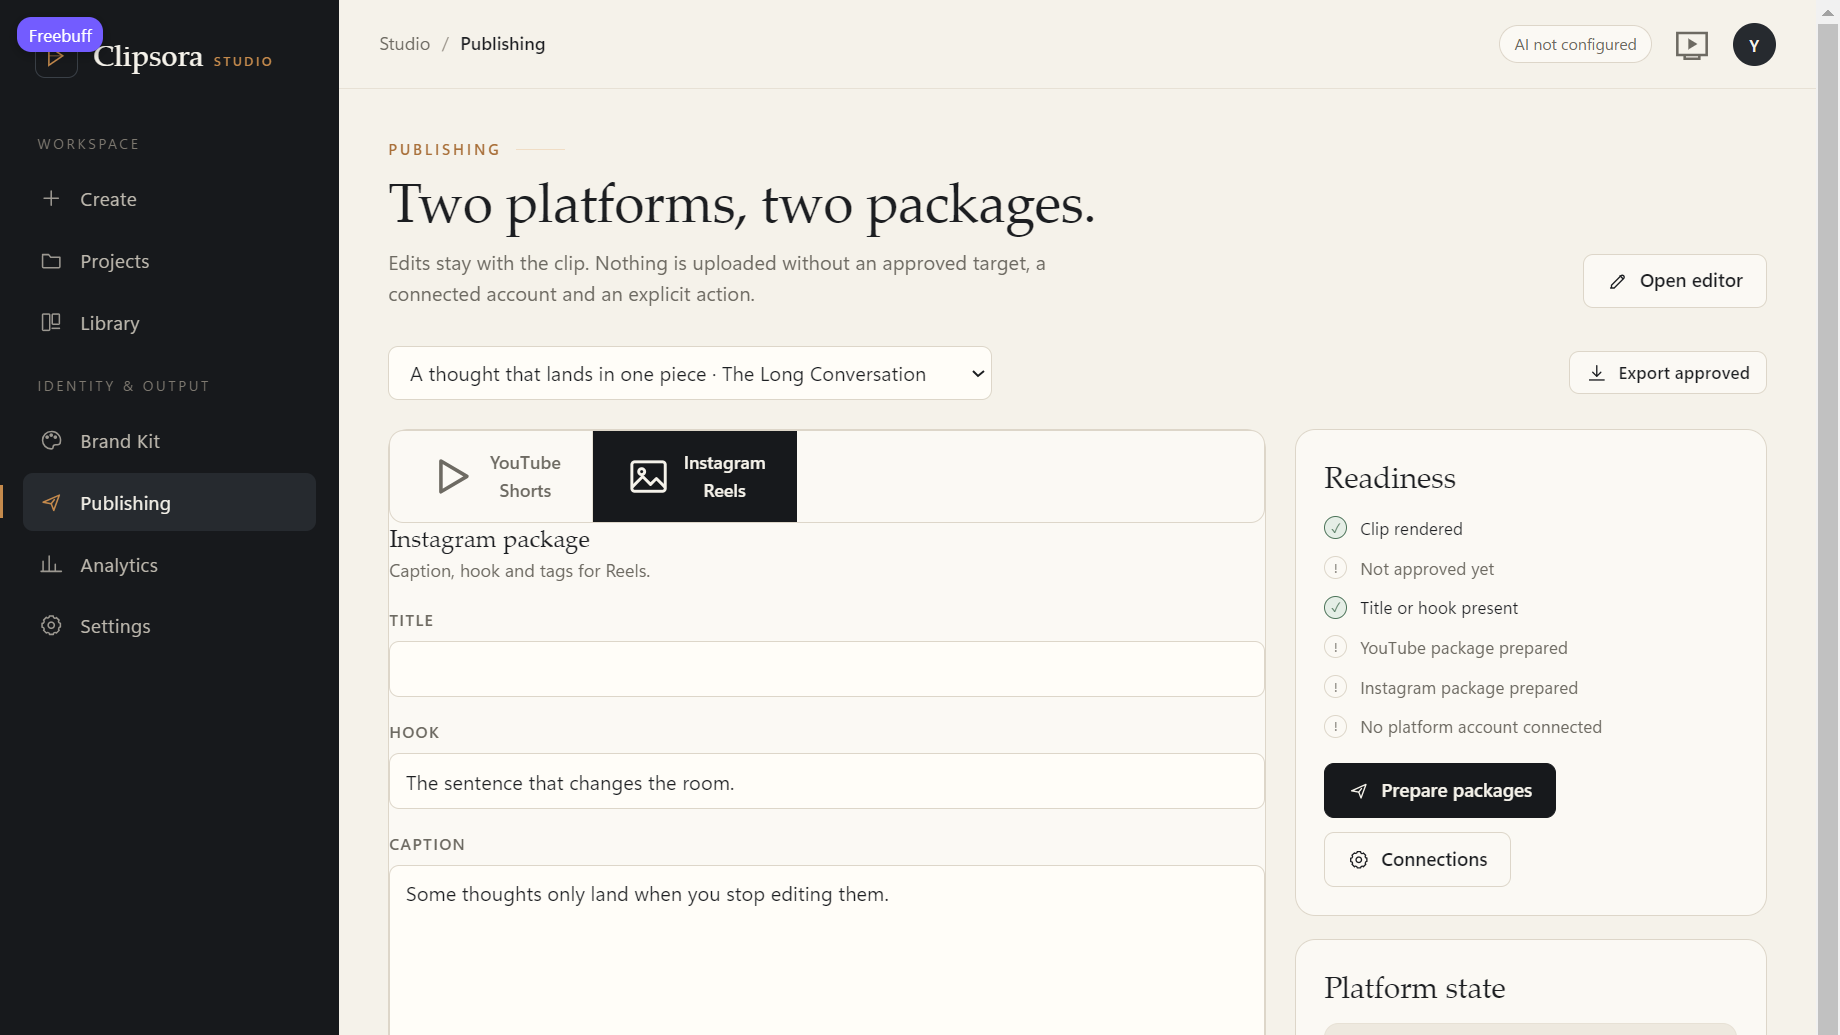 Freebuff
Clipsora STUDIO
WORKSPACE
Create
Projects
Library
IDENTITY & OUTPUT
Brand Kit
Publishing
Analytics
Settings
Studio / Publishing
AI not configured
Y
PUBLISHING
Two platforms, two packages.
Edits stay with the clip. Nothing is uploaded without an approved target, a
connected account and an explicit action.
Open editor
A thought that lands in one piece · The Long Conversation
Export approved
YouTube
Shorts
Instagram
Reels
Instagram package
Caption, hook and tags for Reels.
TITLE
HOOK
The sentence that changes the room.
CAPTION
Some thoughts only land when you stop editing them.
Readiness
✓ Clip rendered
! Not approved yet
✓ Title or hook present
! YouTube package prepared
! Instagram package prepared
! No platform account connected
Prepare packages
Connections
Platform state